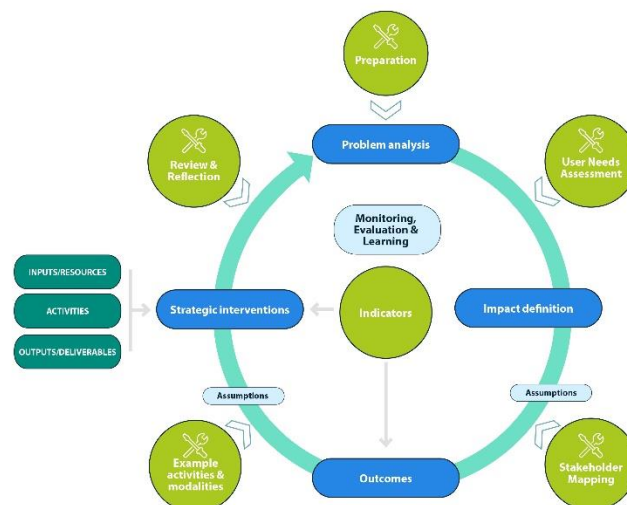 Preparation
Problem analysis
Review &
Reflection
User Needs
Assessment
Monitoring,
Evaluation &
Learning
INPUTS/RESOURCES
ACTIVITIES
OUTPUTS/DELIVERABLES
Strategic interventions
Indicators
Impact definition
Assumptions
Assumptions
Example
activities &
modalities
Outcomes
Stakeholder
Mapping